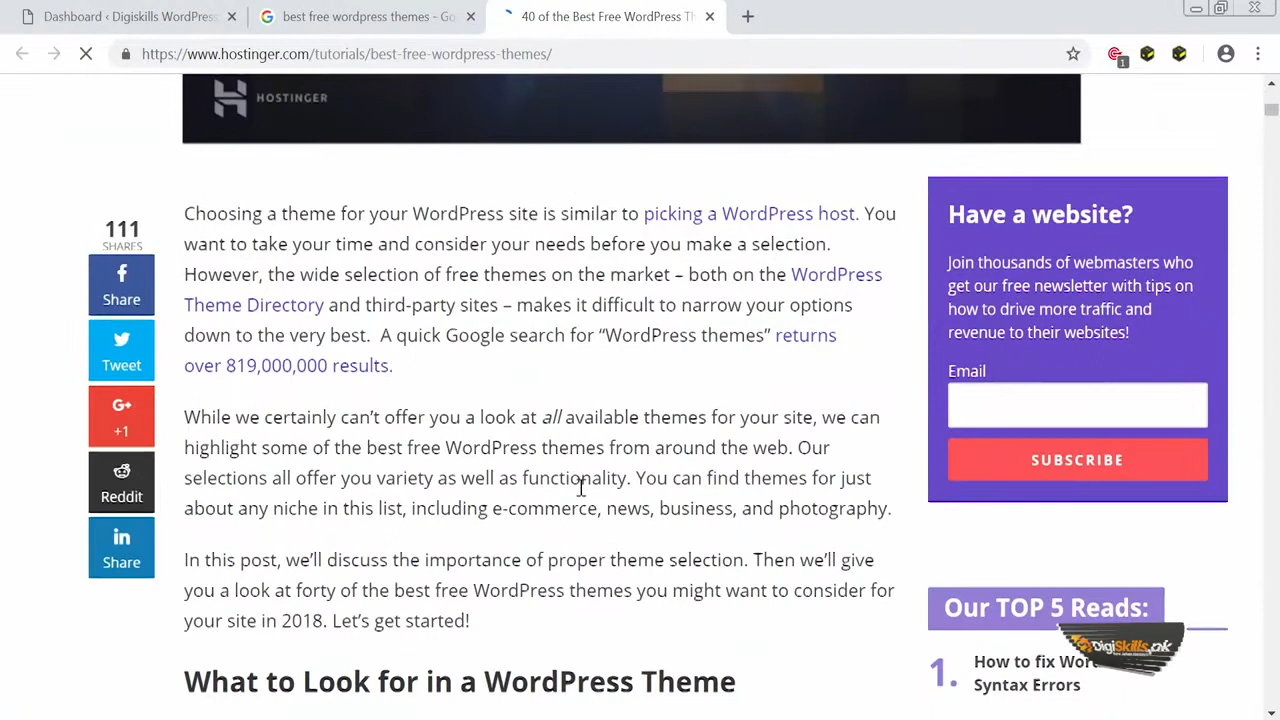 Dashboard ‹ Digiskills WordPress
best free wordpress themes - Go
40 of the Best Free WordPress Th
https://www.hostinger.com/tutorials/best-free-wordpress-themes/
1
HOSTINGER
Choosing a theme for your WordPress site is similar to picking a WordPress host. You
want to take your time and consider your needs before you make a selection.
However, the wide selection of free themes on the market – both on the WordPress
Theme Directory and third-party sites – makes it difficult to narrow your options
down to the very best.  A quick Google search for “WordPress themes” returns
over 819,000,000 results.
While we certainly can’t offer you a look at all available themes for your site, we can
highlight some of the best free WordPress themes from around the web. Our
selections all offer you variety as well as functionality. You can find themes for just
about any niche in this list, including e-commerce, news, business, and photography.
In this post, we’ll discuss the importance of proper theme selection. Then we’ll give
you a look at forty of the best free WordPress themes you might want to consider for
your site in 2018. Let’s get started!
What to Look for in a WordPress Theme
111
SHARES
Share
Tweet
G+
+1
Reddit
in
Share
Have a website?
Join thousands of webmasters who
get our free newsletter with tips on
how to drive more traffic and
revenue to their websites!
Email
SUBSCRIBE
Our TOP 5 Reads:
1.
How to fix Wor
Syntax Errors
DigiSkills.pk